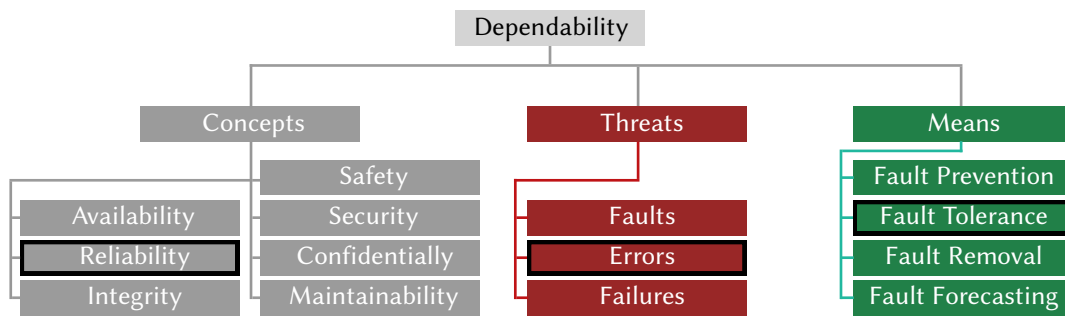 Dependability
Concepts
Threats
Means
Safety
Availability
Security
Reliability
Confidentially
Integrity
Maintainability
Faults
Errors
Failures
Fault Prevention
Fault Tolerance
Fault Removal
Fault Forecasting